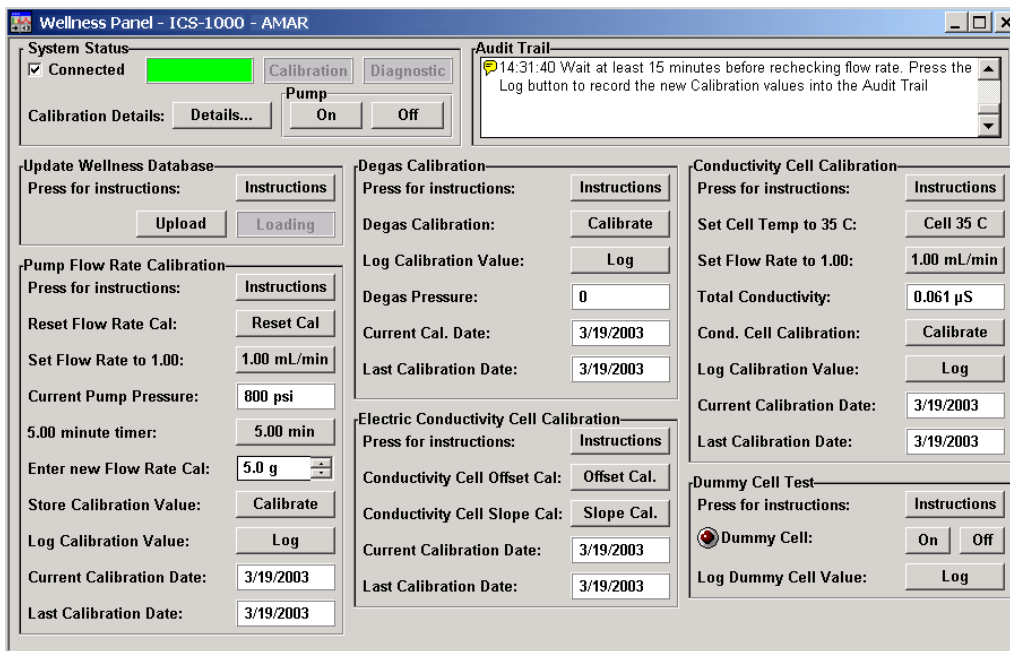 Wellness Panel - ICS-1000 - AMAR
System Status
Connected
Calibration
Diagnostic
Calibration Details:
Details...
Pump
On
Off
Audit Trail
14:31:40 Wait at least 15 minutes before rechecking flow rate. Press the
Log button to record the new Calibration values into the Audit Trail
Update Wellness Database
Press for instructions:
Instructions
Upload
Loading
Pump Flow Rate Calibration
Press for instructions:
Instructions
Reset Flow Rate Cal:
Reset Cal
Set Flow Rate to 1.00:
1.00 mL/min
Current Pump Pressure:
800 psi
5.00 minute timer:
5.00 min
Enter new Flow Rate Cal:
5.0 g
Store Calibration Value:
Calibrate
Log Calibration Value:
Log
Current Calibration Date:
3/19/2003
Last Calibration Date:
3/19/2003
Degas Calibration
Press for instructions:
Instructions
Degas Calibration:
Calibrate
Log Calibration Value:
Log
Degas Pressure:
0
Current Cal. Date:
3/19/2003
Last Calibration Date:
3/19/2003
Electric Conductivity Cell Calibration
Press for instructions:
Instructions
Conductivity Cell Offset Cal:
Offset Cal.
Conductivity Cell Slope Cal:
Slope Cal.
Current Calibration Date:
3/19/2003
Last Calibration Date:
3/19/2003
Conductivity Cell Calibration
Press for instructions:
Instructions
Set Cell Temp to 35 C:
Cell 35 C
Set Flow Rate to 1.00:
1.00 mL/min
Total Conductivity:
0.061 µS
Cond. Cell Calibration:
Calibrate
Log Calibration Value:
Log
Current Calibration Date:
3/19/2003
Last Calibration Date:
3/19/2003
Dummy Cell Test
Press for instructions:
Instructions
Dummy Cell:
On
Off
Log Dummy Cell Value:
Log